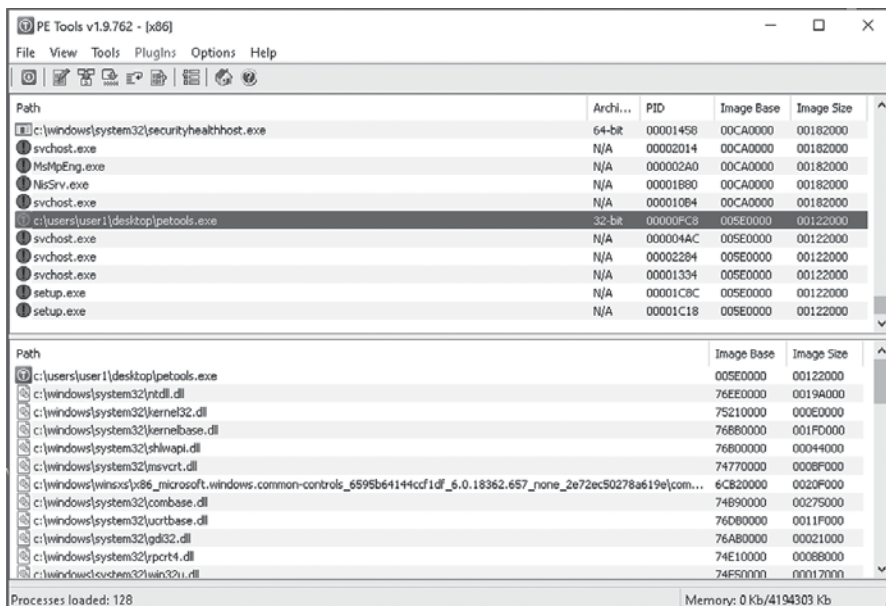 PE Tools v1.9.762 - [x86]
File View Tools PlugIns Options Help
Path Archi... PID Image Base Image Size
c:\windows\system32\securityhealthhost.exe 64-bit 00001458 00CA0000 00182000
svchost.exe N/A 00002014 00CA0000 00182000
MsMpEng.exe N/A 000002A0 00CA0000 00182000
NisSrv.exe N/A 00001B80 00CA0000 00182000
svchost.exe N/A 000010B4 00CA0000 00182000
c:\users\user1\desktop\petools.exe 32-bit 00000FC8 005E0000 00122000
svchost.exe N/A 000004AC 005E0000 00122000
svchost.exe N/A 00002284 005E0000 00122000
svchost.exe N/A 00001334 005E0000 00122000
setup.exe N/A 00001C8C 005E0000 00122000
setup.exe N/A 00001C18 005E0000 00122000
Path Image Base Image Size
c:\users\user1\desktop\petools.exe 005E0000 00122000
c:\windows\system32\ntdll.dll 76EE0000 0019A000
c:\windows\system32\kernel32.dll 75210000 000E0000
c:\windows\system32\kernelbase.dll 76BB0000 001FD000
c:\windows\system32\shlwapi.dll 76B00000 00044000
c:\windows\system32\msvcrt.dll 74770000 000BF000
c:\windows\winsxs\x86_microsoft.windows.common-controls_6595b64144ccf1df_6.0.18362.657_none_2e72ec50278a619e\com... 6CB20000 0020F000
c:\windows\system32\combase.dll 74B90000 00275000
c:\windows\system32\ucrtbase.dll 76DB0000 0011F000
c:\windows\system32\gdi32.dll 76AB0000 00021000
c:\windows\system32\rpcrt4.dll 74E10000 000BB000
c:\windows\system32\win32u.dll 74F50000 00017000
Processes loaded: 128 Memory: 0 Kb/4194303 Kb